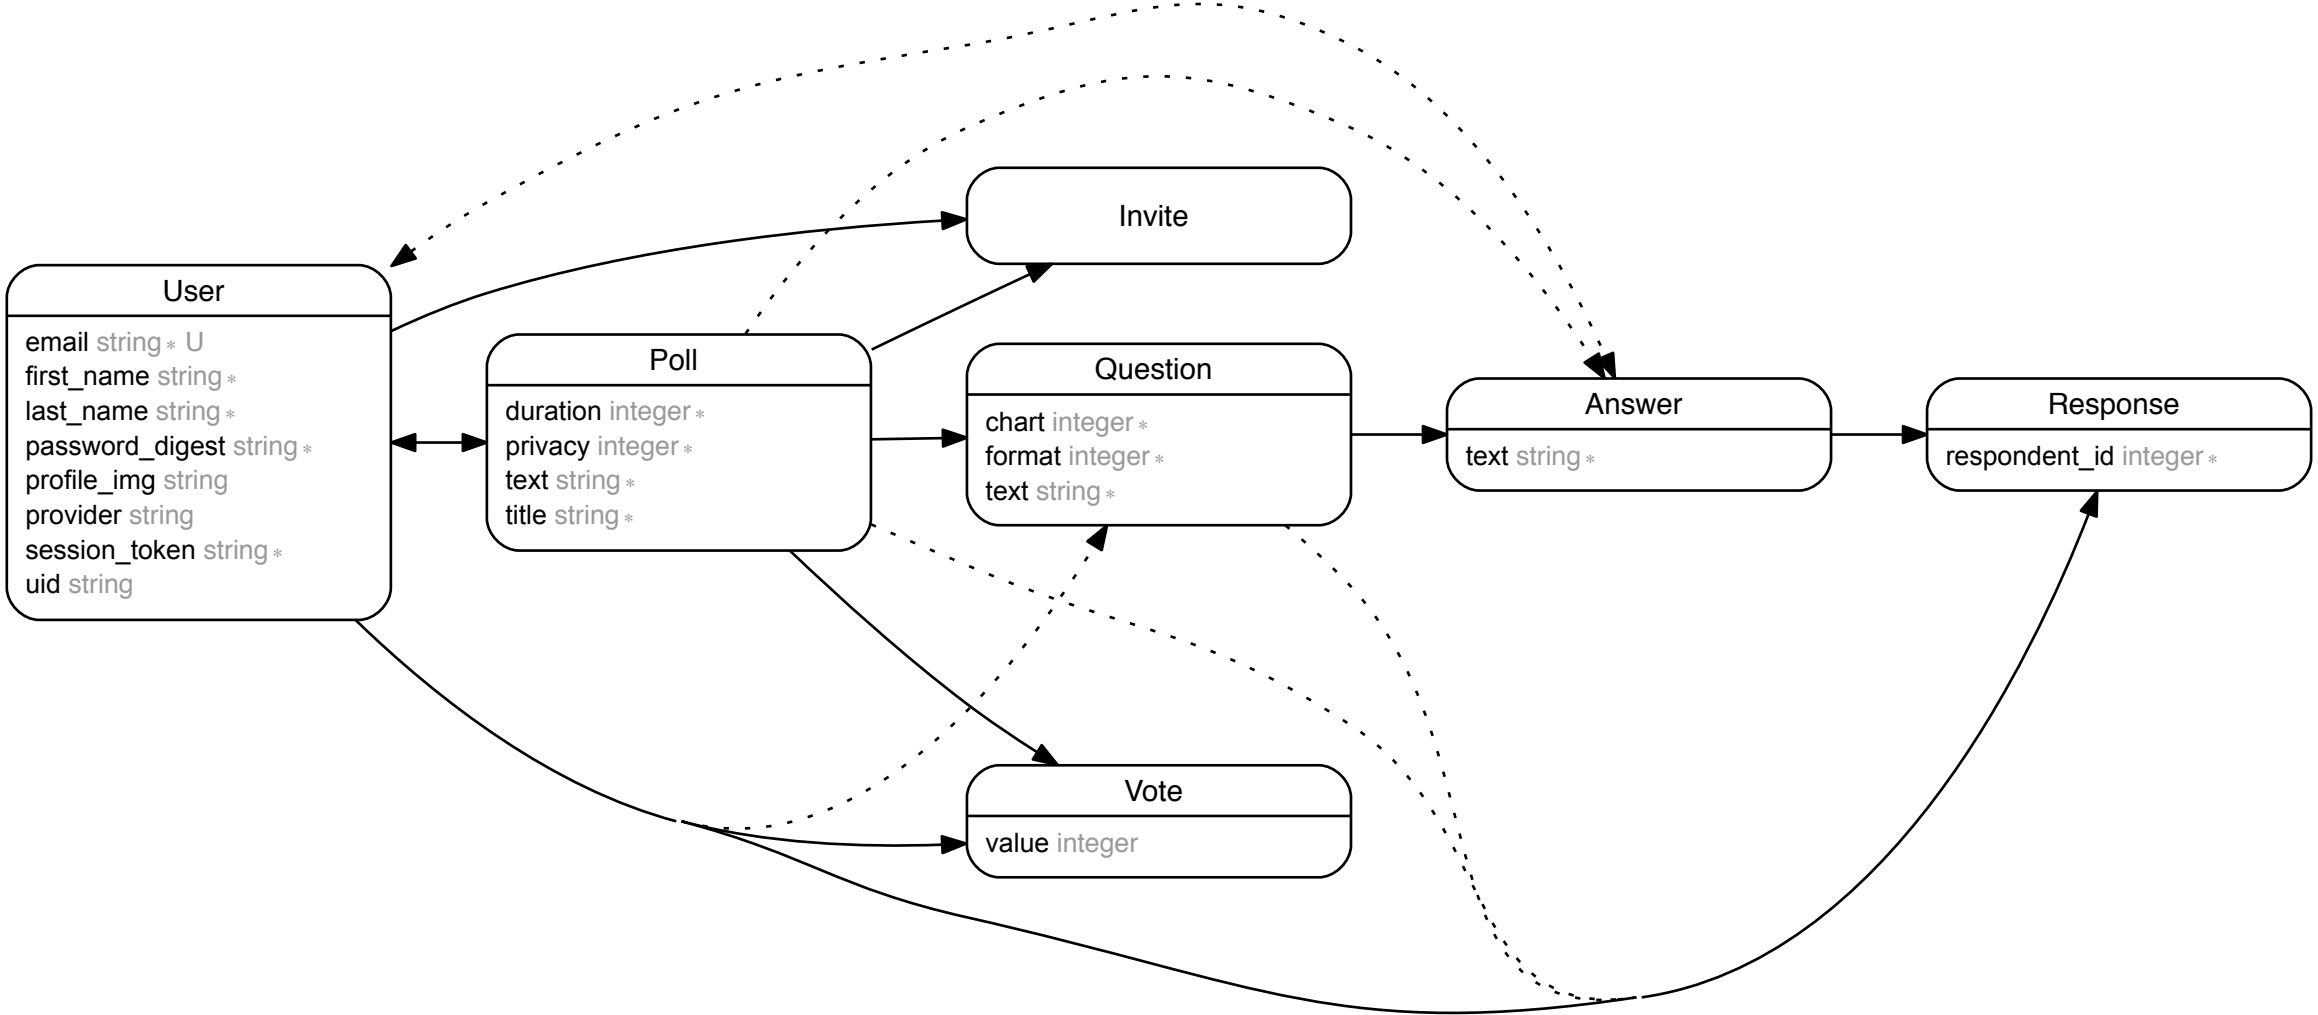 User
email string ∗ U
first_name string ∗
last_name string ∗
password_digest string ∗
profile_img string
provider string
session_token string ∗
uid string
Poll
duration integer ∗
privacy integer ∗
text string ∗
title string ∗
Invite
Question
chart integer ∗
format integer ∗
text string ∗
Vote
value integer
Answer
text string ∗
Response
respondent_id integer ∗